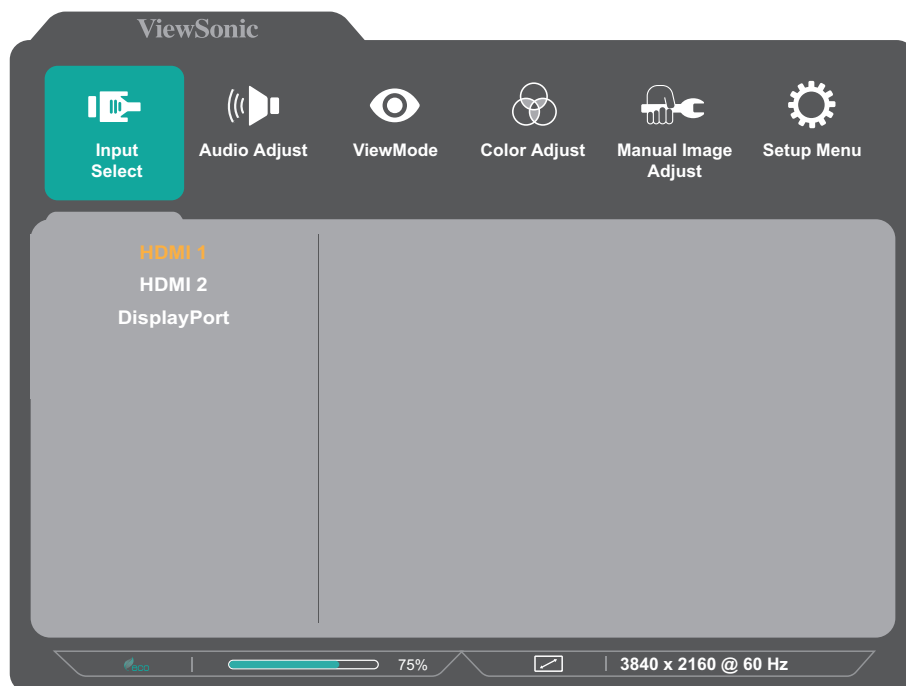 ViewSonic
Input
Select
Audio Adjust
ViewMode
Color Adjust
Manual Image
Adjust
Setup Menu
HDMI 1
HDMI 2
DisplayPort
eco
75%
3840 x 2160 @ 60 Hz